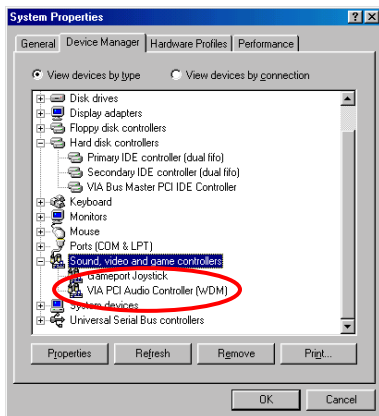 System Properties
General Device Manager Hardware Profiles Performance
View devices by type View devices by connection
Disk drives
Display adapters
Floppy disk controllers
Hard disk controllers
Primary IDE controller (dual fifo)
Secondary IDE controller (dual fifo)
VIA Bus Master PCI IDE Controller
Keyboard
Monitors
Mouse
Ports (COM & LPT)
Sound, video and game controllers
Gameport Joystick
VIA PCI Audio Controller (WDM)
System devices
Universal Serial Bus controllers
Properties Refresh Remove Print...
OK Cancel